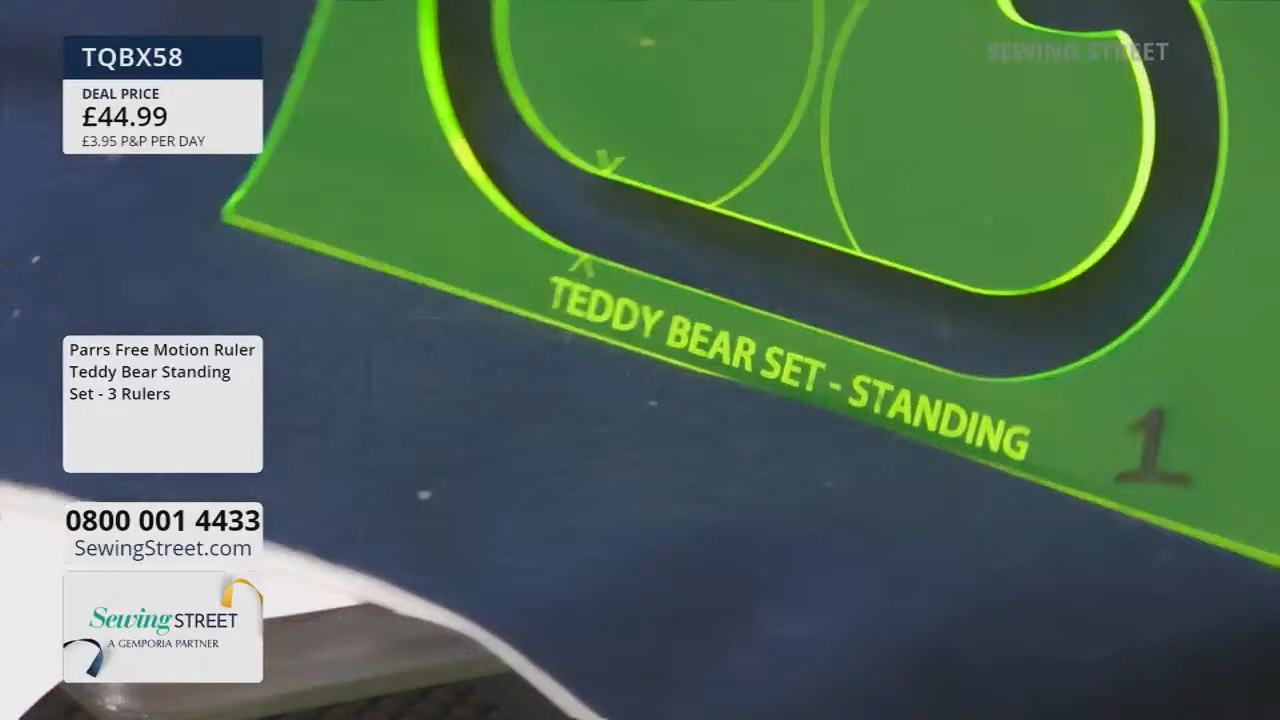 TQBX58
DEAL PRICE
£44.99
£3.95 P&P PER DAY
SEWING STREET
TEDDY BEAR SET - STANDING
1
Parrs Free Motion Ruler
Teddy Bear Standing
Set - 3 Rulers
0800 001 4433
SewingStreet.com
Sewing STREET
A GEMPORIA PARTNER